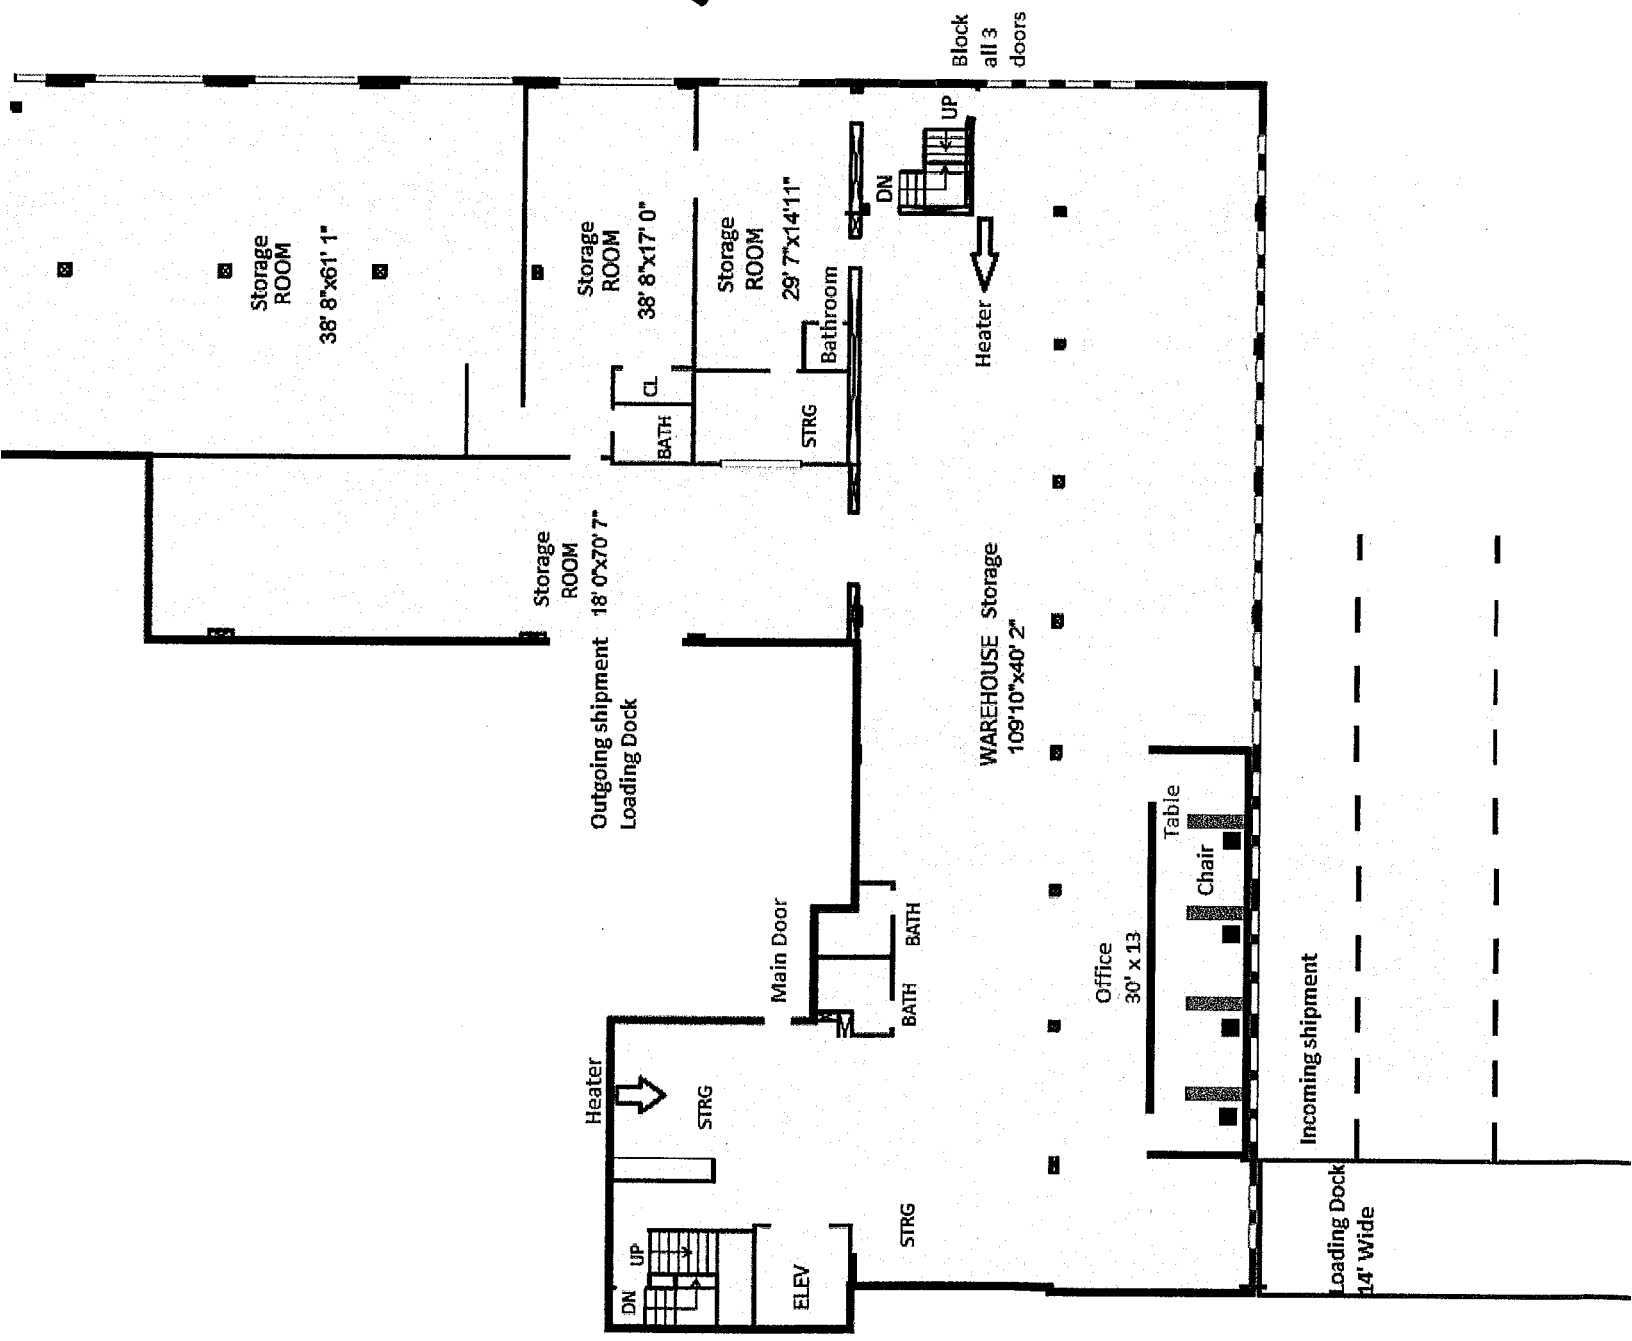 Block
all 3
doors
Storage
ROOM
38' 8"x61' 1"
Storage
ROOM
38' 8"x17' 0"
Storage
ROOM
29' 7"x14'11"
Bathroom
CL
BATH
STRG
UP
DN
Heater
Storage
ROOM
18' 0"x70' 7"
Outgoing shipment
Loading Dock
WAREHOUSE Storage
109'10"x40' 2"
Main Door
BATH
BATH
M
Table
Chair
Office
30' x 13
Heater
STRG
UP
DN
ELEV
STRG
Incoming shipment
Loading Dock
14' Wide